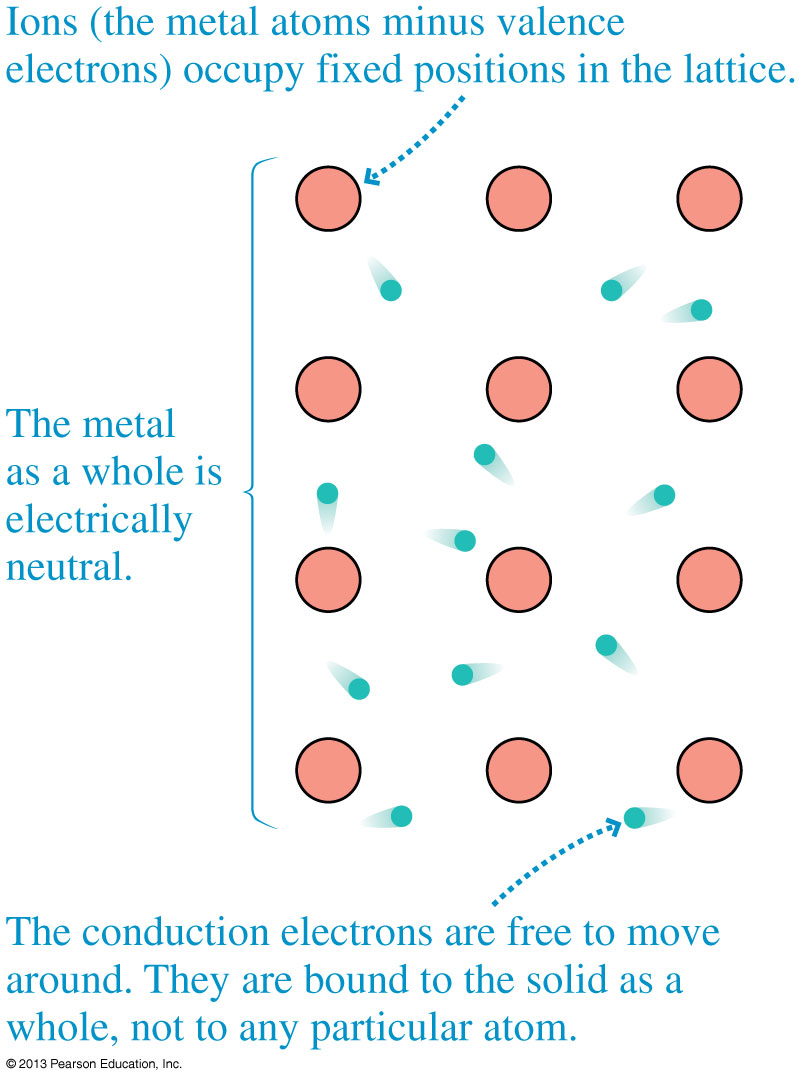 Ions (the metal atoms minus valence
electrons) occupy fixed positions in the lattice.
The metal
as a whole is
electrically
neutral.
The conduction electrons are free to move
around. They are bound to the solid as a
whole, not to any particular atom.
© 2013 Pearson Education, Inc.